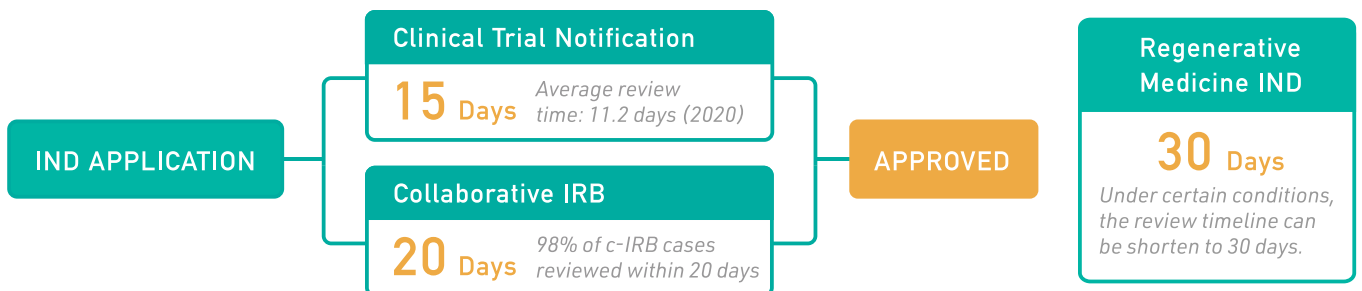 IND APPLICATION
Clinical Trial Notification
15 Days
Average review
time: 11.2 days (2020)
Collaborative IRB
20 Days
98% of c-IRB cases
reviewed within 20 days
APPROVED
Regenerative
Medicine IND
30 Days
Under certain conditions,
the review timeline can
be shorten to 30 days.